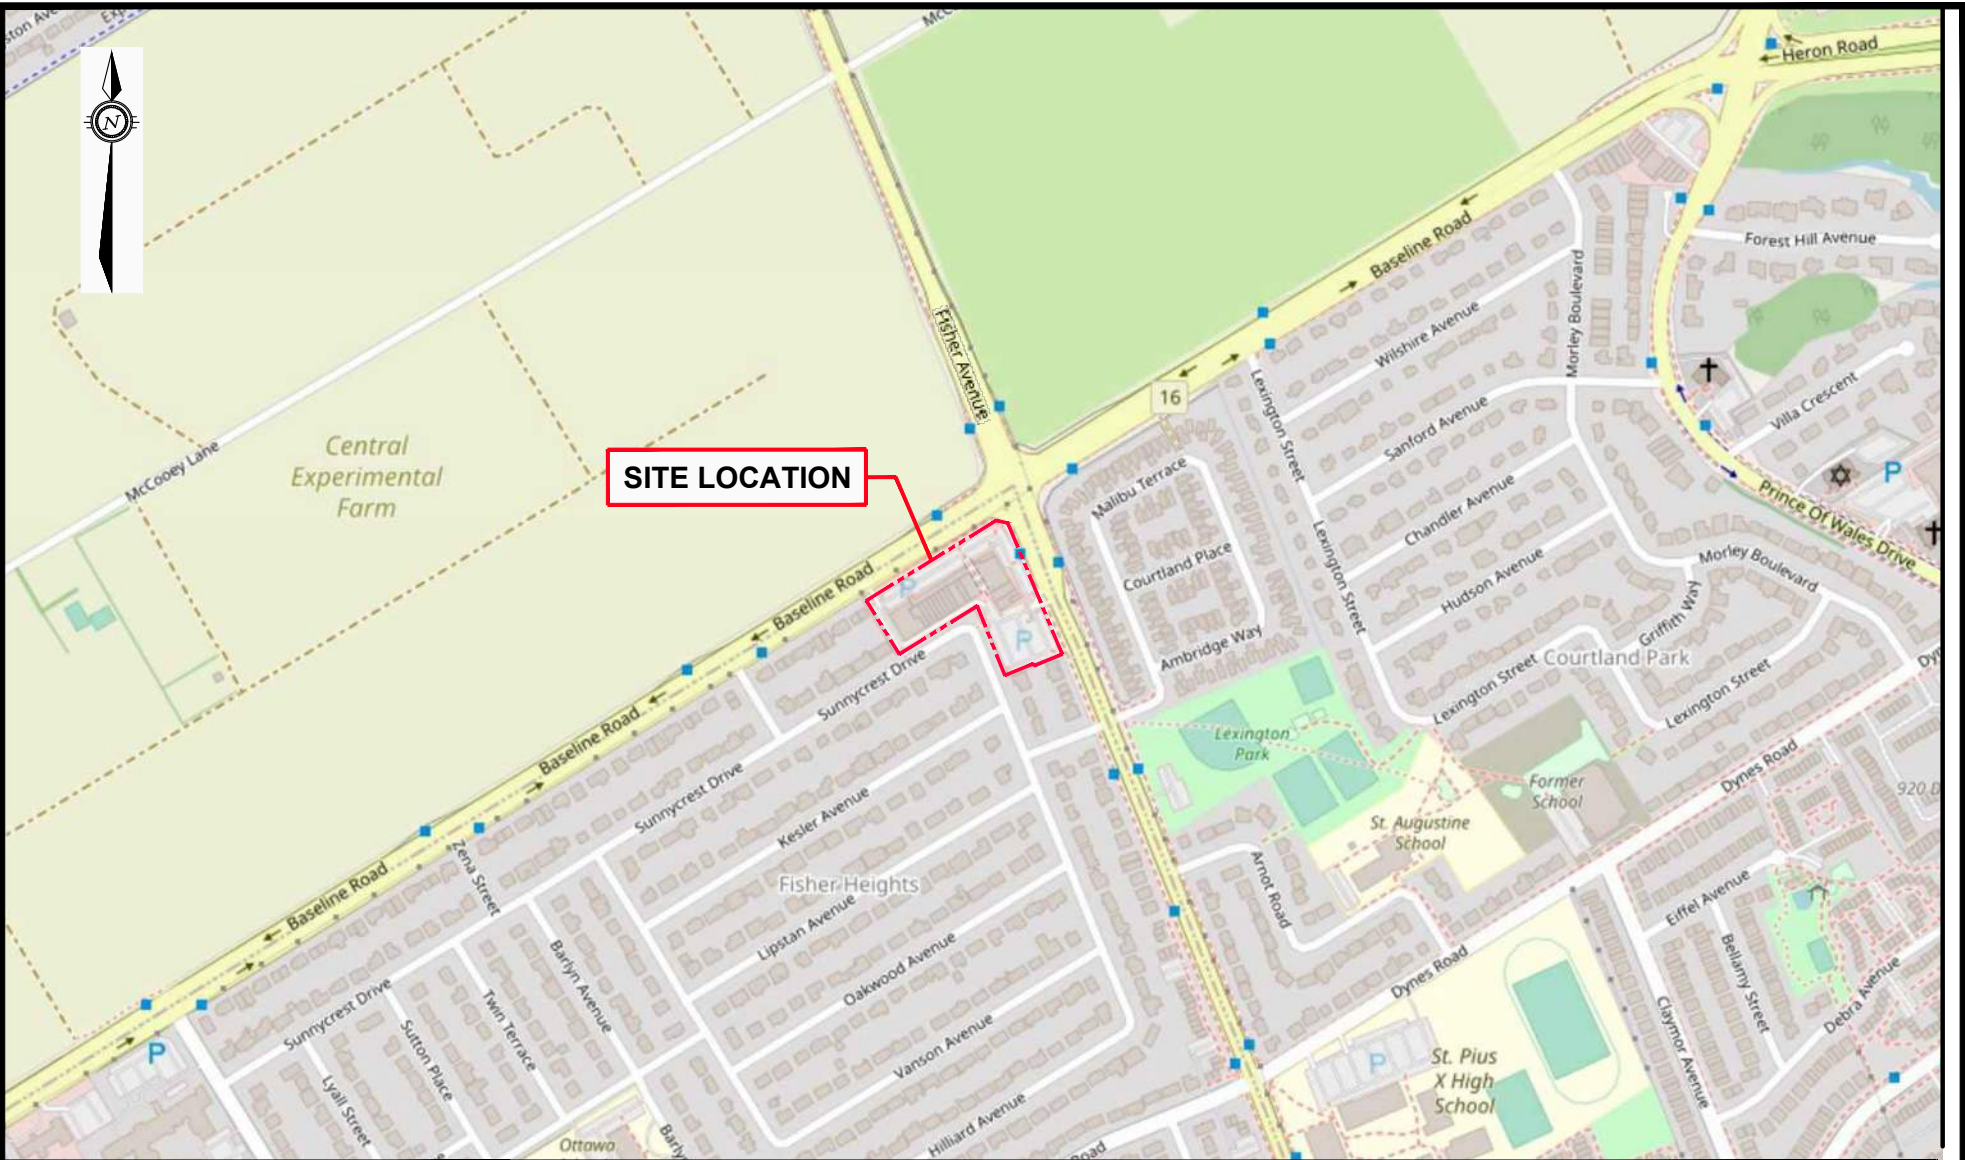 McCooey Lane
Heron Road
N
Baseline Road
Forest Hill Avenue
Morley Boulevard
Fisher Avenue
Wilshire Avenue
16
Lexington Street
Sanford Avenue
Villa Crescent
Central
Experimental
Farm
McCooey Lane
SITE LOCATION
Malibu Terrace
P
Chandler Avenue
Prince Of Wales Drive
Lexington Street
Courtland Place
Hudson Avenue
Morley Boulevard
P
Baseline Road
Griffith Way
P
Ambridge Way
Courtland Park
Sunnycrest Drive
Lexington Street
Lexington Street
Baseline Road
Lexington
Park
Dynes Road
Sunnycrest Drive
Former
School
920 D
Kesler Avenue
St. Augustine
School
Zena Street
Fisher Heights
Arnot Road
Eiffel Avenue
Baseline Road
Lipstan Avenue
Bellamy Street
Barlyn Avenue
Oakwood Avenue
Dynes Road
Debra Avenue
Sunnycrest Drive
Twin Terrace
Claymor Avenue
Sutton Place
Vanson Avenue
P
P
St. Pius
X High
School
Lyall Street
Hilliard Avenue
Ottawa
Road